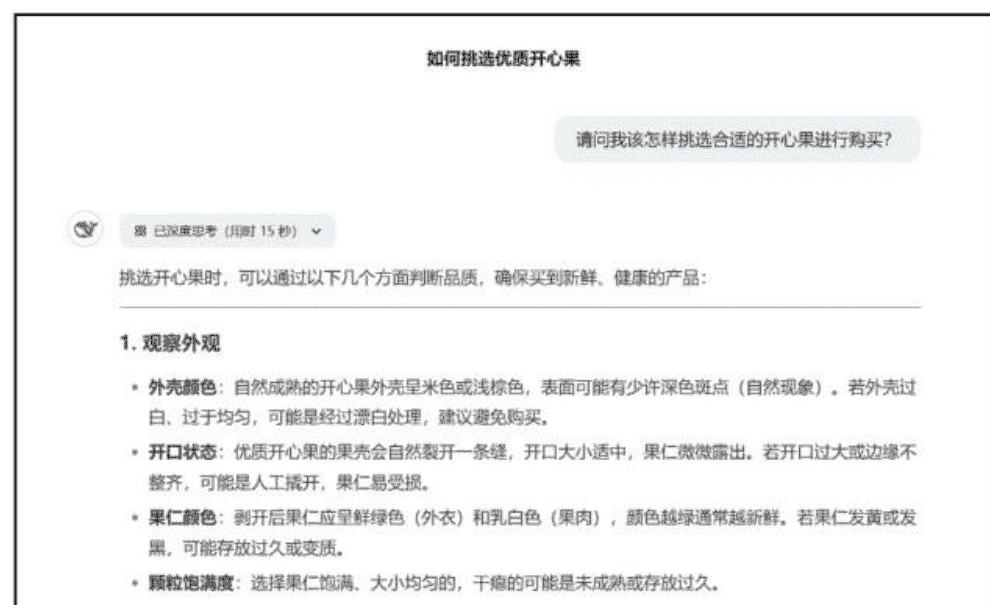 如何挑选优质开心果
请问我该怎样挑选合适的开心果进行购买?
已深度思考（用时 15 秒）
挑选开心果时，可以通过以下几个方面判断品质，确保买到新鲜、健康的产品：
1. 观察外观
• 外壳颜色：自然成熟的开心果外壳呈米色或浅棕色，表面可能有少许深色斑点（自然现象）。若外壳过
白、过于均匀，可能是经过漂白处理，建议避免购买。
• 开口状态：优质开心果的果壳会自然裂开一条缝，开口大小适中，果仁微微露出。若开口过大或边缘不
整齐，可能是人工撬开，果仁易受损。
• 果仁颜色：剥开后果仁应呈鲜绿色（外衣）和乳白色（果肉），颜色越绿通常越新鲜。若果仁发黄或发
黑，可能存放过久或变质。
• 颗粒饱满度：选择果仁饱满、大小均匀的，干瘪的可能是未成熟或存放过久。